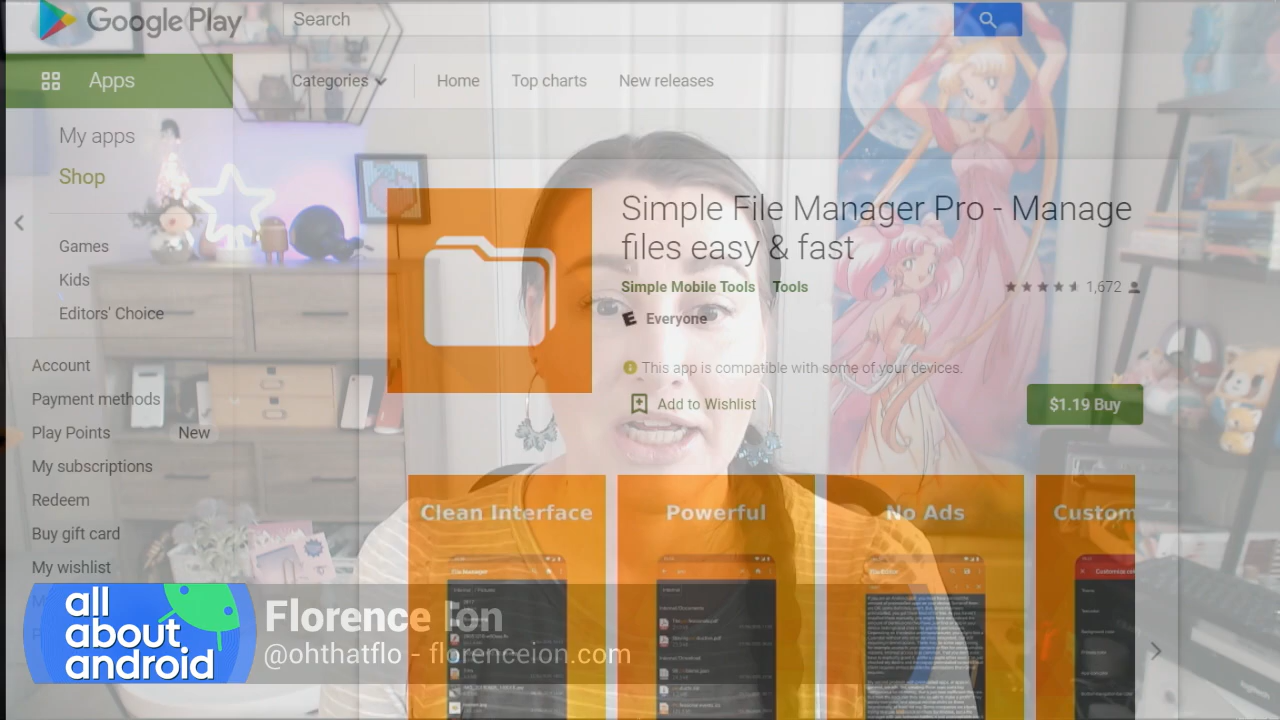 Google Play
Search
Apps
Categories
Home
Top charts
New releases
My apps
Shop
Games
Kids
Editors' Choice
Account
Payment methods
Play Points
New
My subscriptions
Redeem
Buy gift card
My wishlist
Simple File Manager Pro - Manage
files easy & fast
Simple Mobile Tools
Tools
1,672
E
Everyone
This app is compatible with some of your devices.
Add to Wishlist
$1.19 Buy
Clean Interface
Powerful
No Ads
Custom
all
about
android
Florence Ion
@ohthatflo - florenceion.com